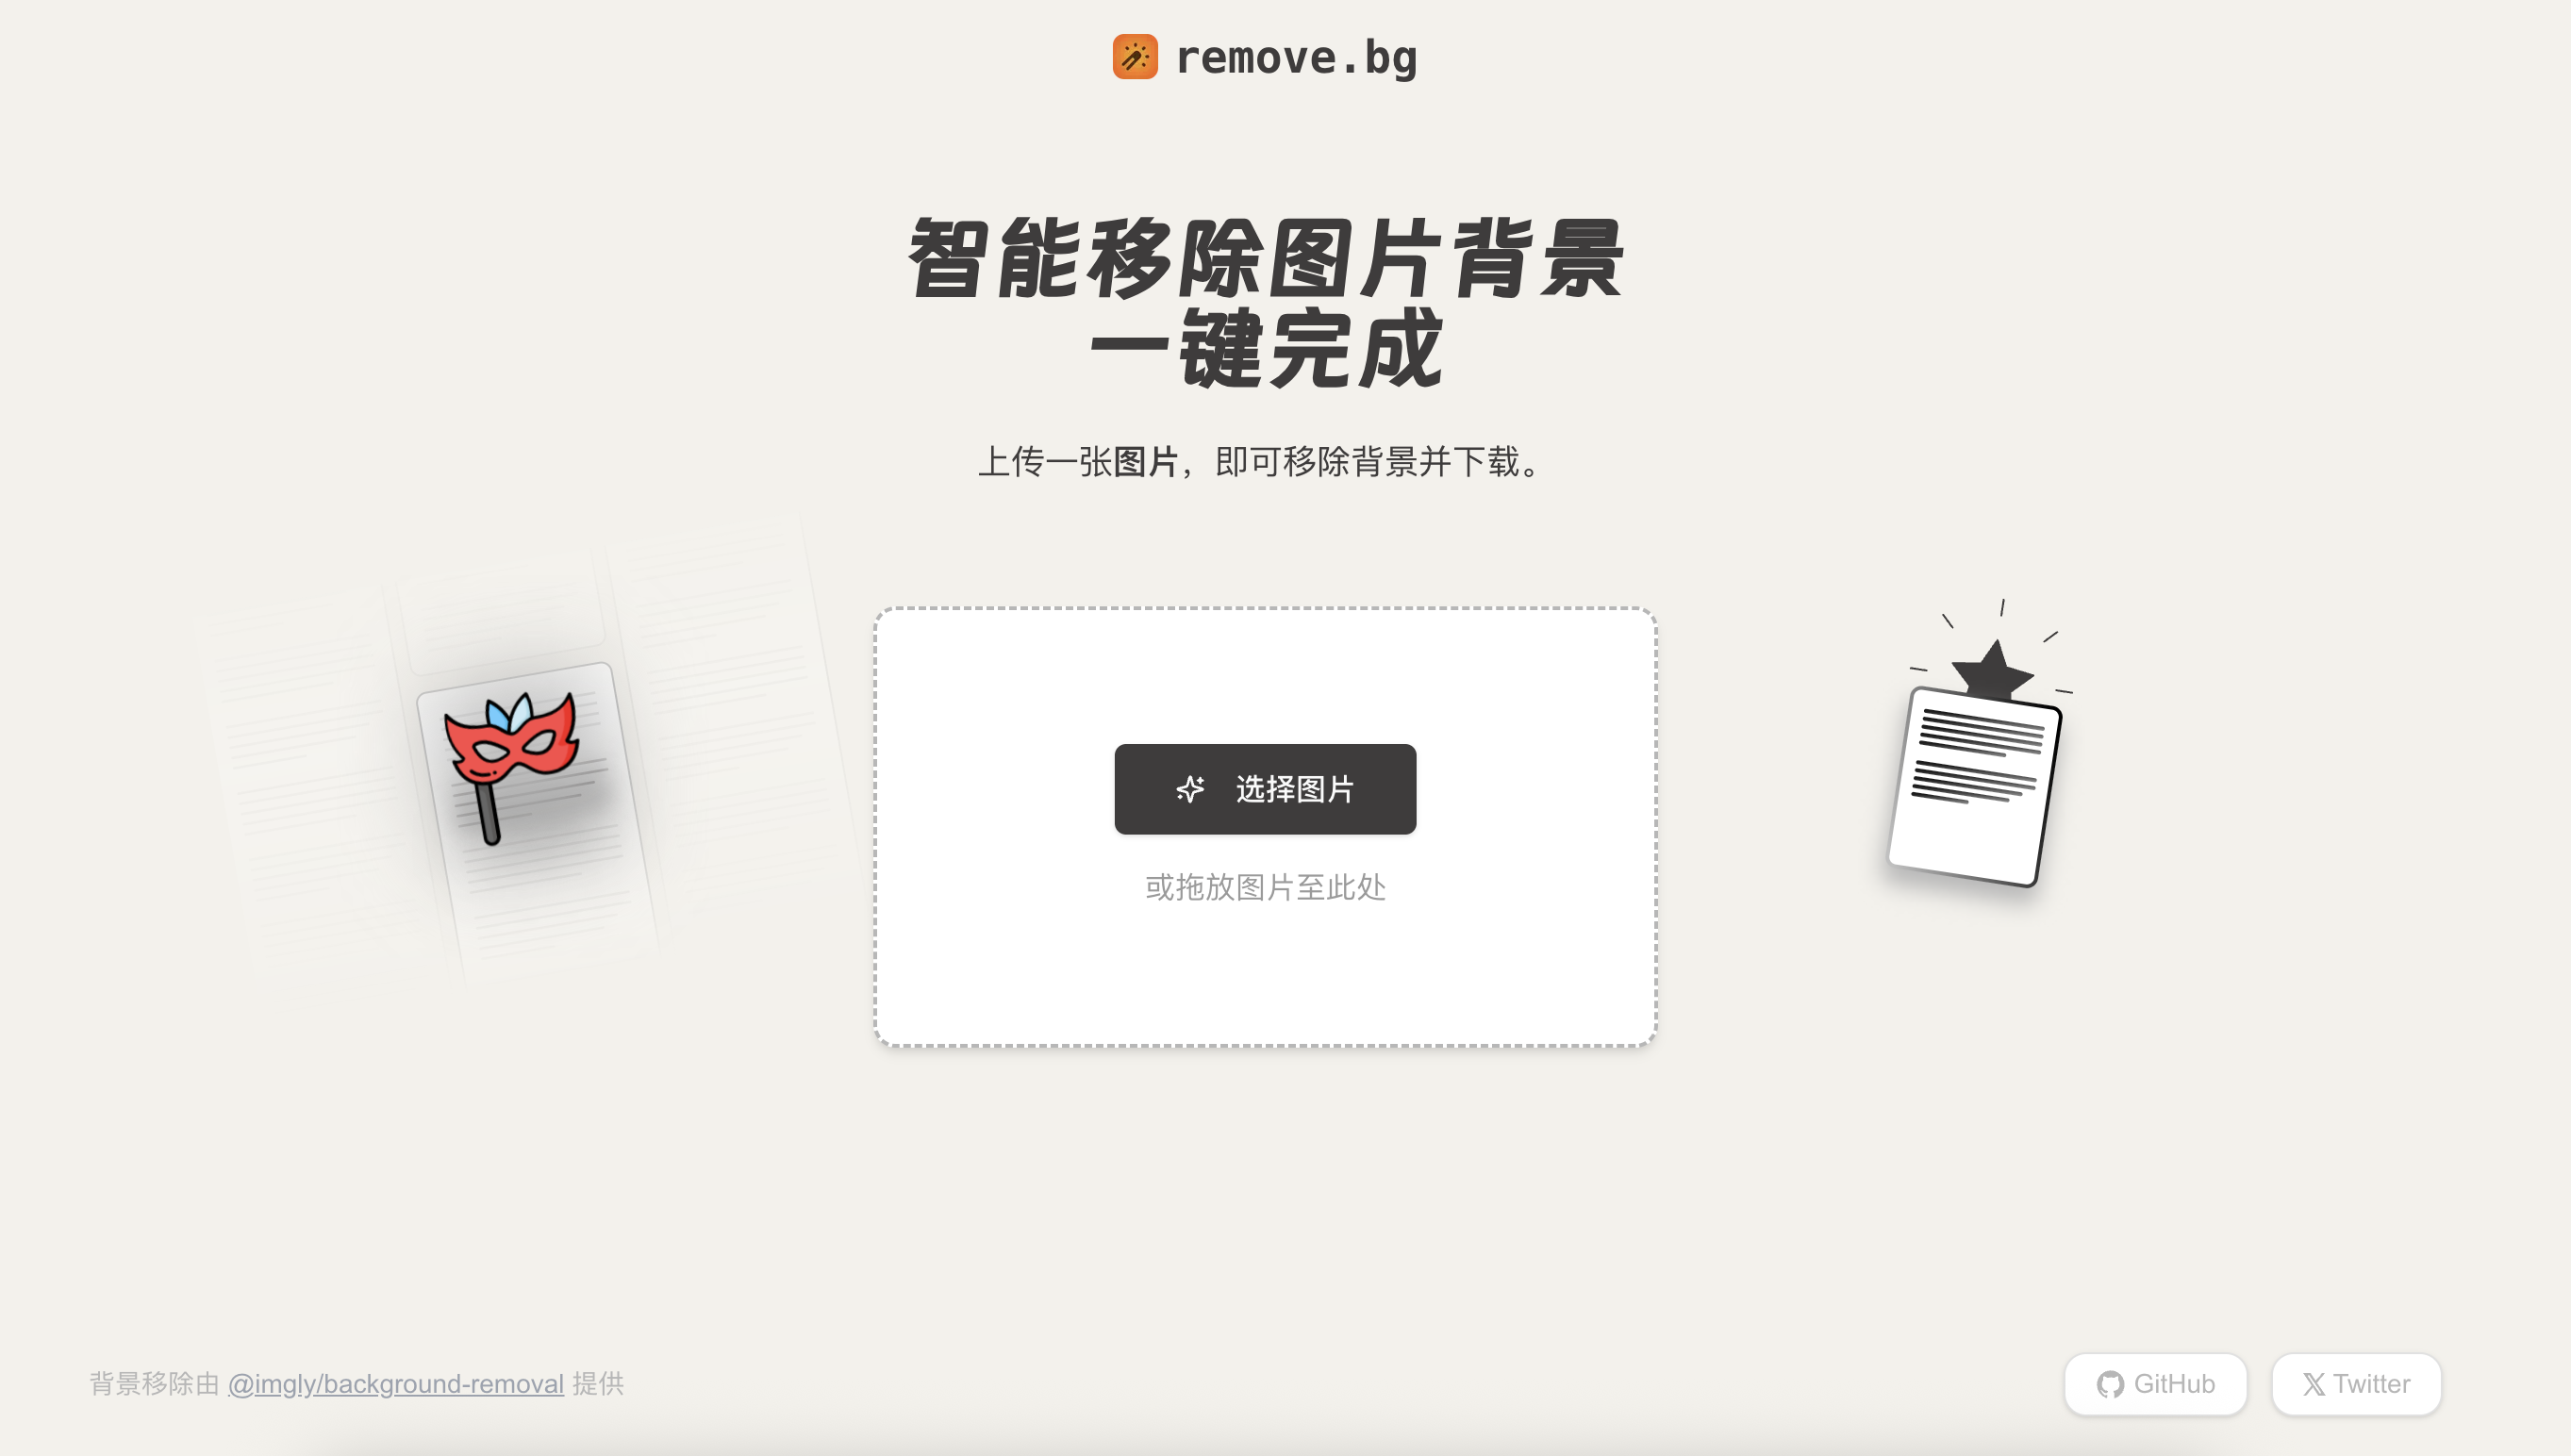 remove.bg
智能移除图片背景
一键完成
上传一张图片，即可移除背景并下载。
选择图片
或拖放图片至此处
背景移除由 @imgly/background-removal 提供
GitHub
Twitter